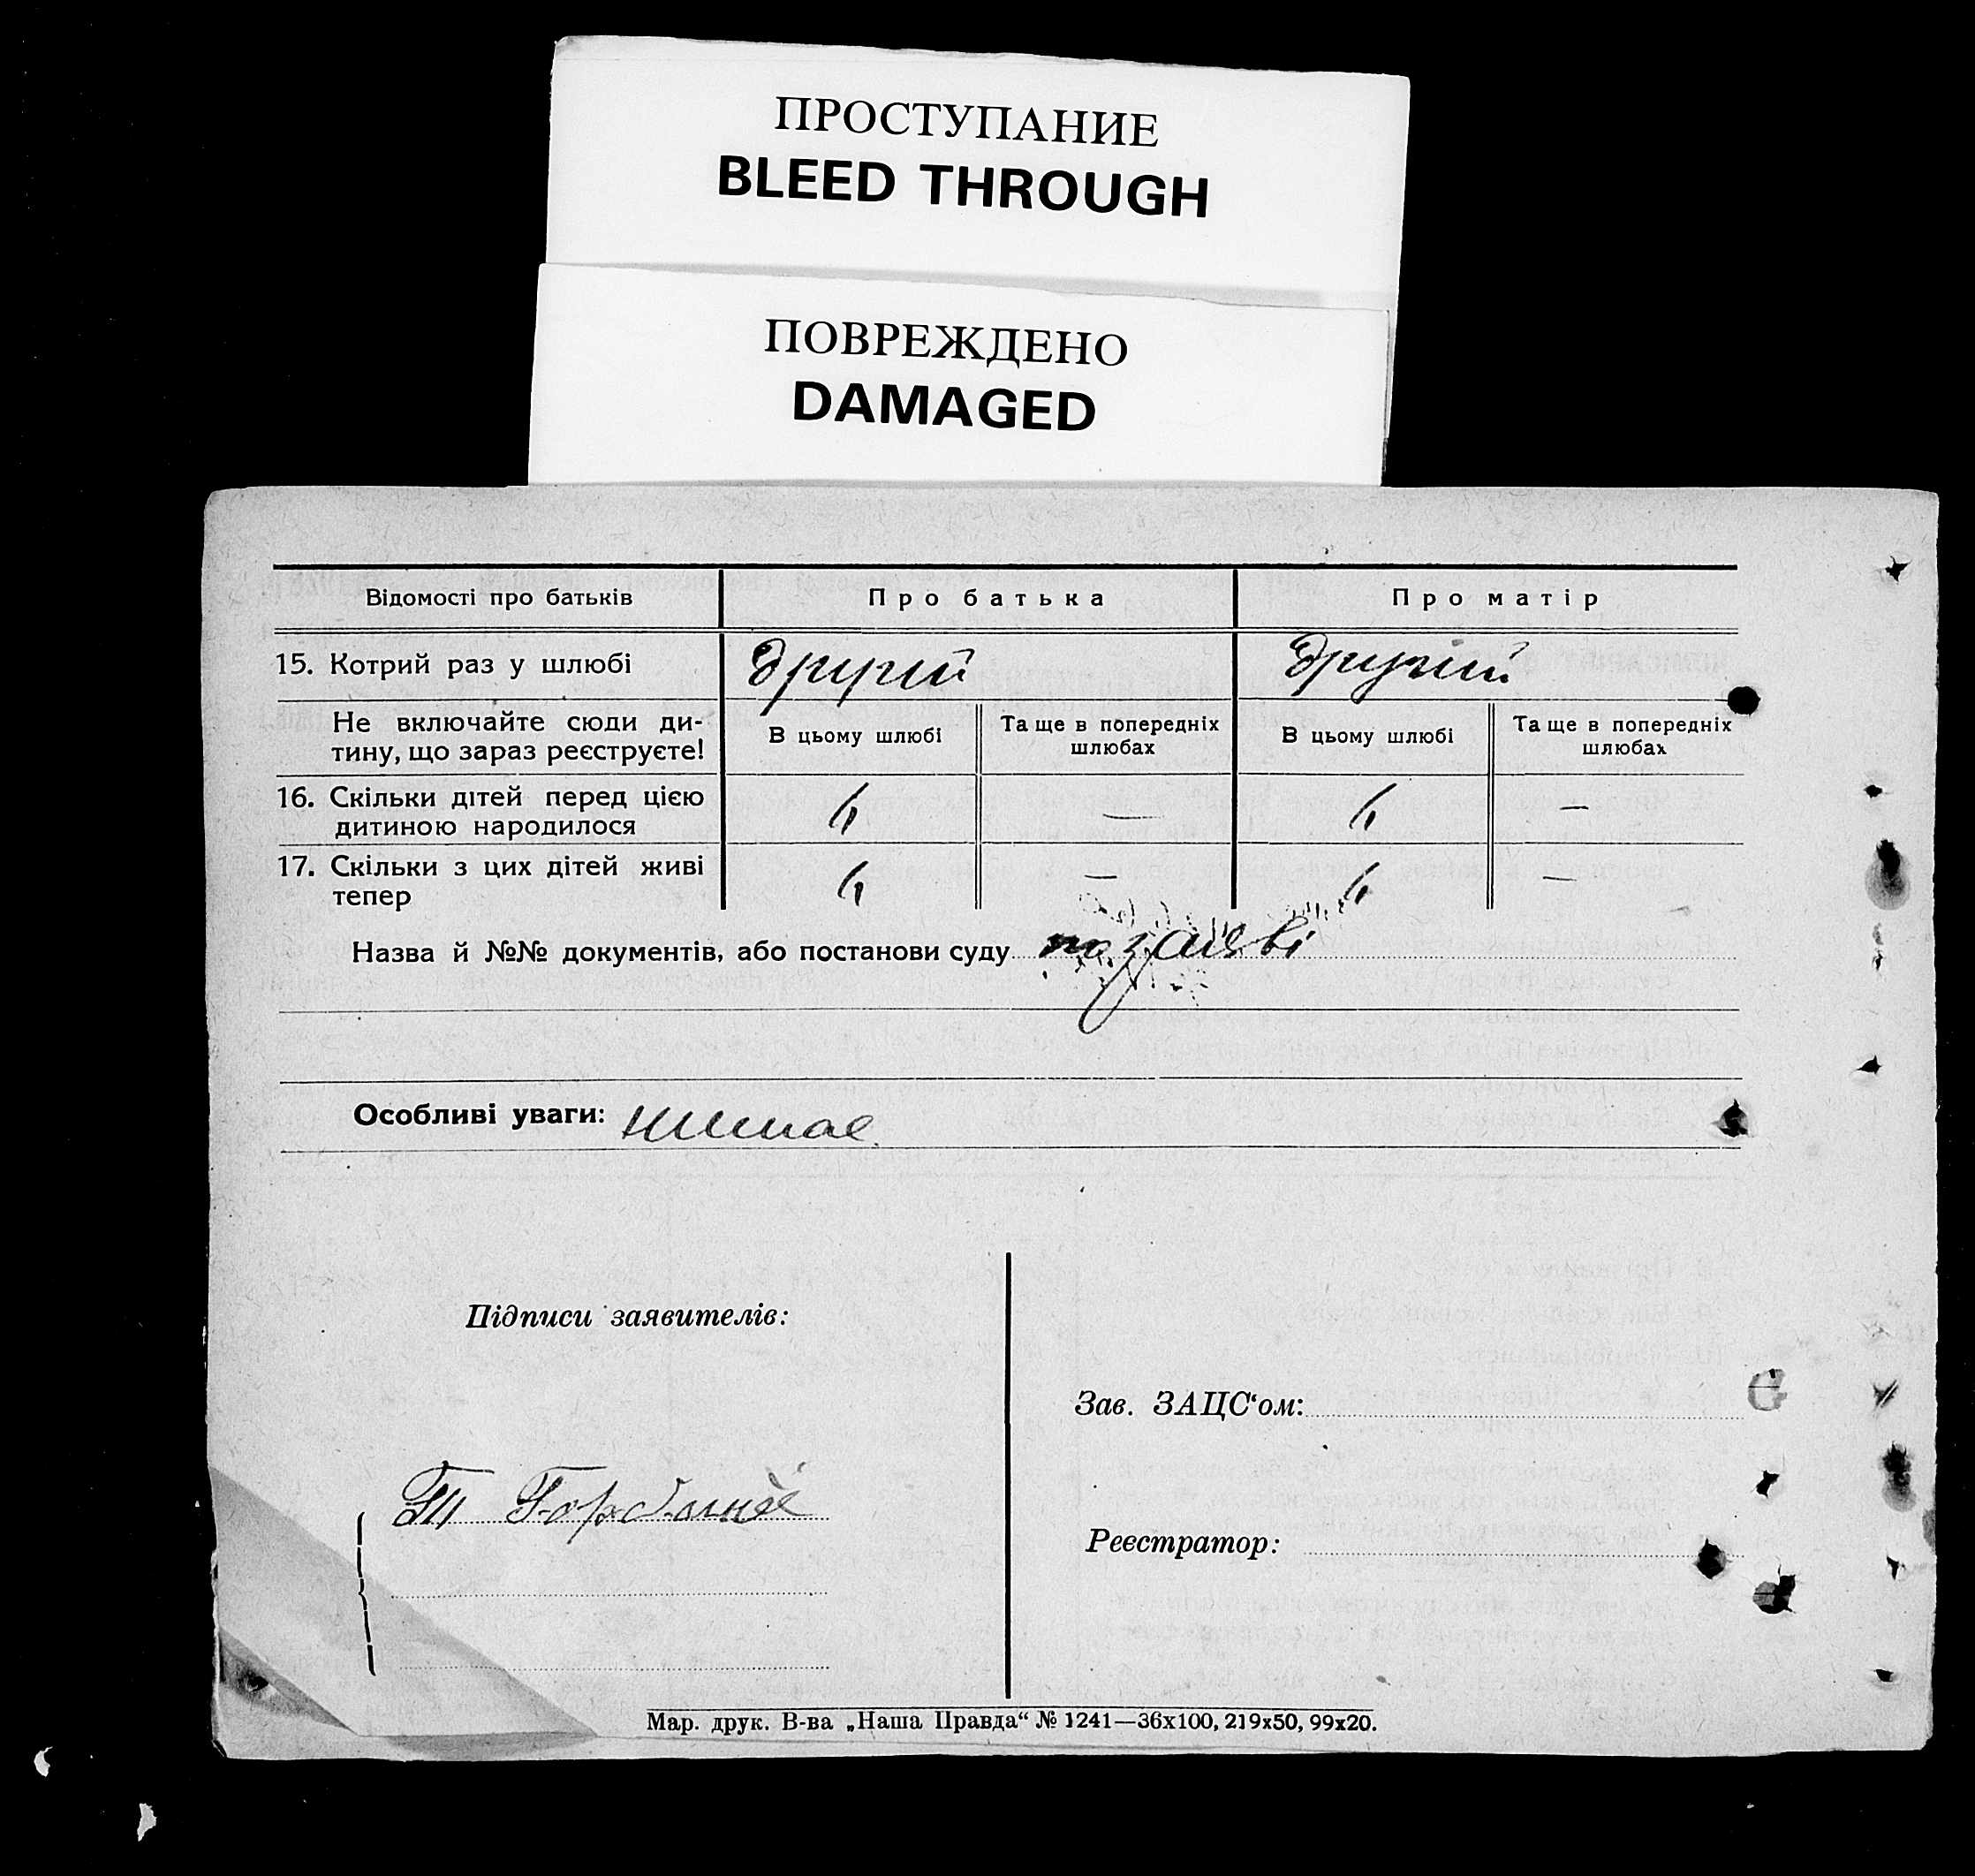 ПРОСТУПАНИЕ
BLEED THROUGH
ПОВРЕЖДЕНО
DAMAGED
Відомості про батьків Про батька Про матір
15. Котрий раз у шлюбі другий другий
Не включайте сюди ди-
тину, що зараз реєструєте! В цьому шлюбі Та ще в попередніх шлюбах В цьому шлюбі Та ще в попередніх шлюбах
16. Скільки дітей перед цією
дитиною народилося 6 — 6 —
17. Скільки з цих дітей живі
тепер 6 — 6 —
Назва й №№ документів, або постанови суду по заяві
Особливі уваги: немає
Підписи заявителів:
Зав. ЗАЦС'ом:
Реєстратор:
Мар. друк. В-ва „Наша Правда“ № 1241—36х100, 219х50, 99х20.